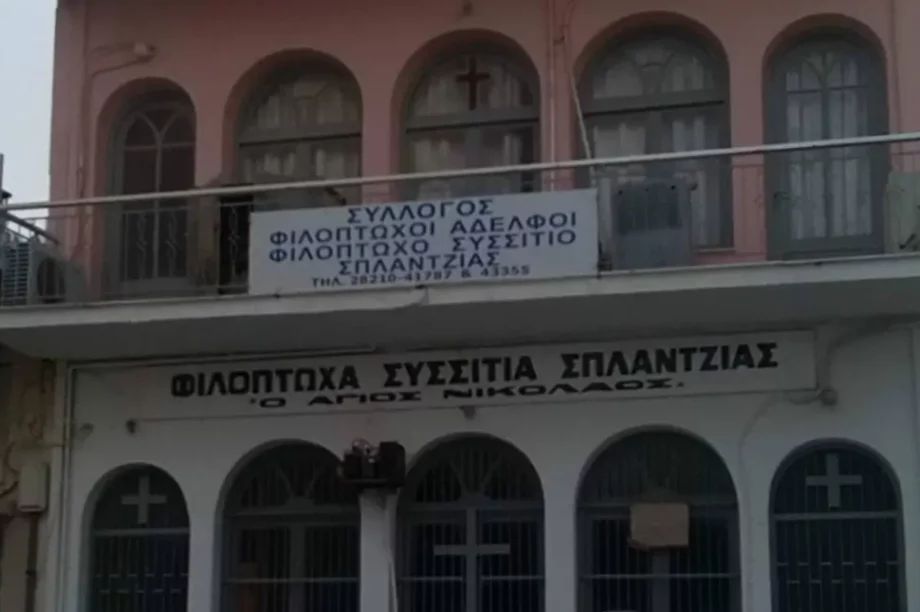 ΣΥΛΛΟΓΟΣ
ΦΙΛΟΠΤΩΧΟΙ ΑΔΕΛΦΟΙ
ΦΙΛΟΠΤΩΧΟ ΣΥΣΣΙΤΙΟ
ΣΠΛΑΝΤΖΙΑΣ
ΤΗΛ. 28210-41787 & 43355
ΦΙΛΟΠΤΩΧΑ ΣΥΣΣΙΤΙΑ ΣΠΛΑΝΤΖΙΑΣ
"Ο ΑΓΙΟΣ ΝΙΚΟΛΑΟΣ"